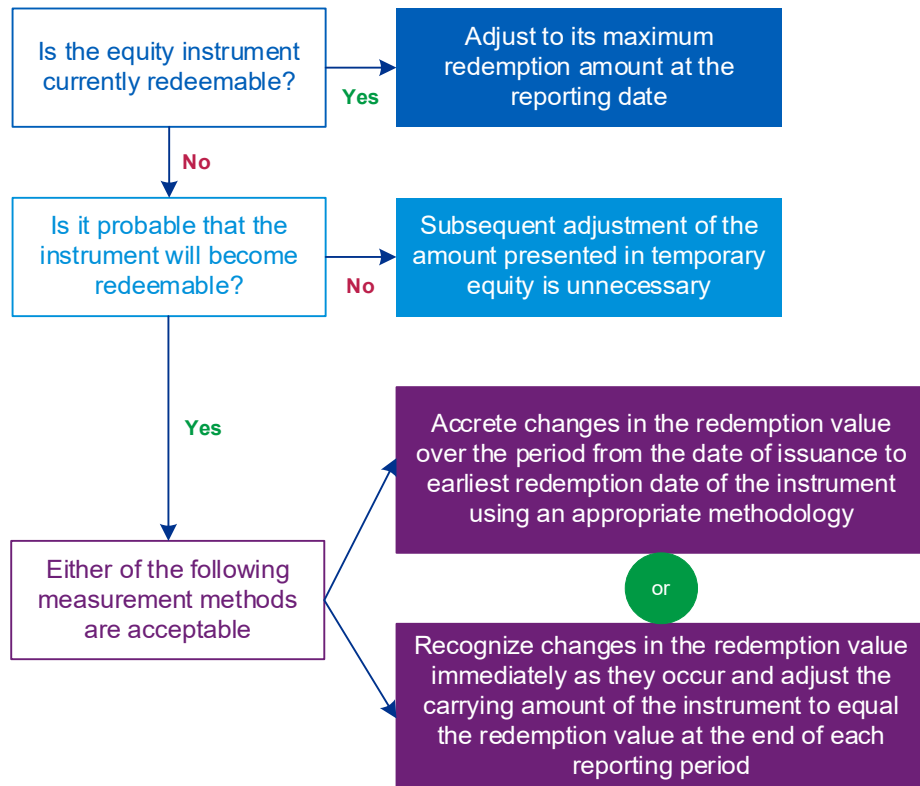 Is the equity instrument
currently redeemable?
Yes
Adjust to its maximum
redemption amount at the
reporting date
No
Is it probable that the
instrument will become
redeemable?
No
Subsequent adjustment of the
amount presented in temporary
equity is unnecessary
Yes
Either of the following
measurement methods
are acceptable
Accrete changes in the redemption value
over the period from the date of issuance to
earliest redemption date of the instrument
using an appropriate methodology
or
Recognize changes in the redemption value
immediately as they occur and adjust the
carrying amount of the instrument to equal
the redemption value at the end of each
reporting period